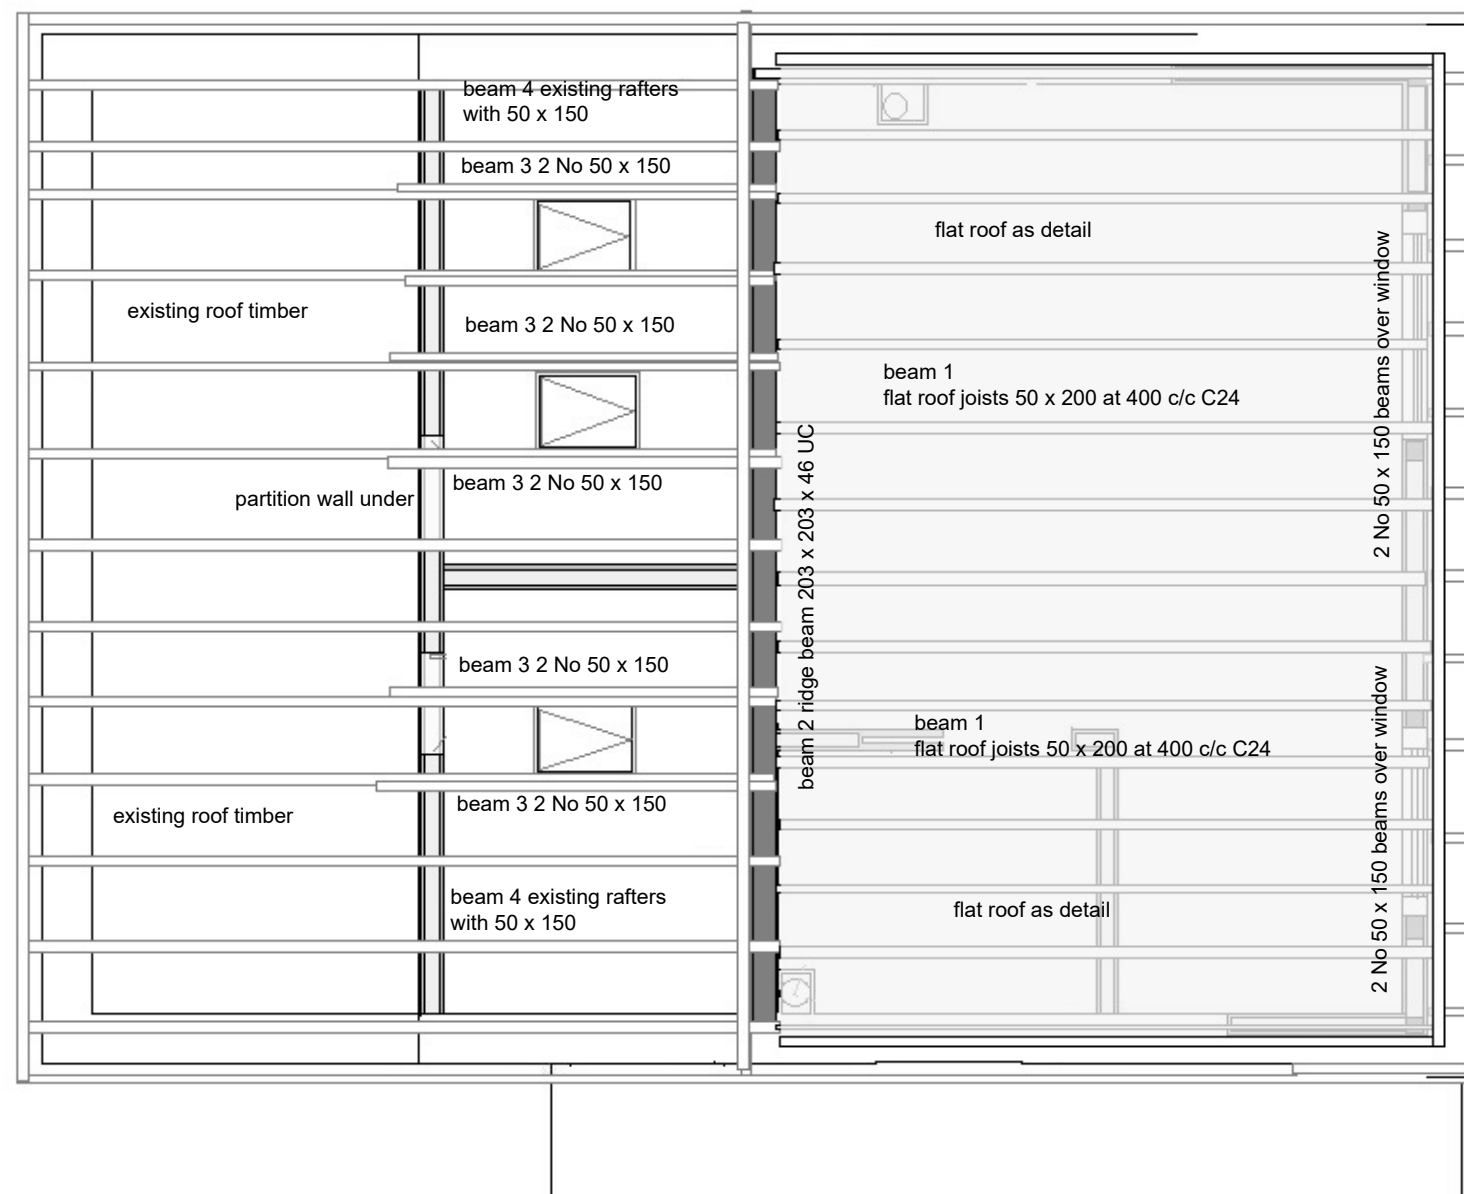 beam 4 existing rafters
with 50 x 150
beam 3 2 No 50 x 150
flat roof as detail
existing roof timber
beam 3 2 No 50 x 150
beam 1
flat roof joists 50 x 200 at 400 c/c C24
2 No 50 x 150 beams over window
partition wall under
beam 3 2 No 50 x 150
beam 2 ridge beam 203 x 203 x 46 UC
beam 3 2 No 50 x 150
beam 1
flat roof joists 50 x 200 at 400 c/c C24
2 No 50 x 150 beams over window
existing roof timber
beam 3 2 No 50 x 150
beam 4 existing rafters
with 50 x 150
flat roof as detail